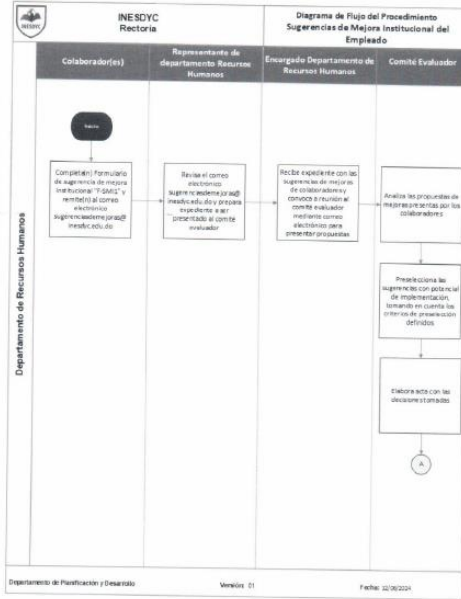 INESDYC
INESDYC
Rectoría
Diagrama de Flujo del Procedimiento
Sugerencias de Mejora Institucional del
Empleado
Colaborador(es)
Representante de
departamento Recursos
Humanos
Encargado Departamento de
Recursos Humanos
Comité Evaluador
Departamento de Recursos Humanos
Inicio
Completa(n) Formulario
de sugerencia de mejora
institucional "F-SMI1" y
remite(n) al correo
electrónico
sugerenciasdemejoras@
inesdyc.edu.do
Revisa el correo
electrónico
sugerenciasdemejoras@
inesdyc.edu.do y prepara
expediente a ser
presentado al comité
evaluador
Recibe expediente con las
sugerencias de mejoras
de colaboradores y
convoca a reunión al
comité evaluador
mediante correo
electrónico para
presentar propuestas
Analiza las propuestas de
mejoras presentas por los
colaboradores
Preselecciona las
sugerencias con potencial
de implementación,
tomando en cuenta los
criterios de preselección
definidos
Elabora acta con las
decisiones tomadas
A
Departamento de Planificación y Desarrollo
Versión: 01
Fecha: